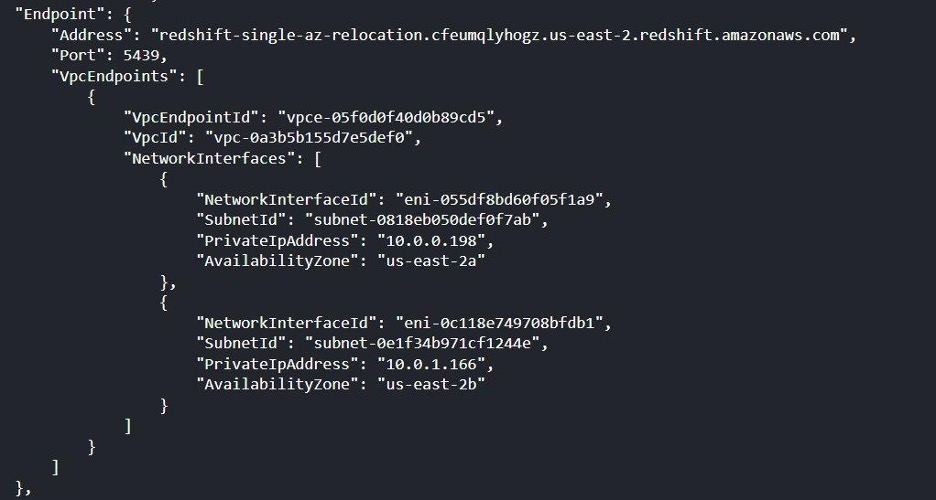 "Endpoint": {
"Address": "redshift-single-az-relocation.cfeumqlyhogz.us-east-2.redshift.amazonaws.com",
"Port": 5439,
"VpcEndpoints": [
{
"VpcEndpointId": "vpce-05f0d0f40d0b89cd5",
"VpcId": "vpc-0a3b5b155d7e5def0",
"NetworkInterfaces": [
{
"NetworkInterfaceId": "eni-055df8bd60f05f1a9",
"SubnetId": "subnet-0818eb050def0f7ab",
"PrivateIpAddress": "10.0.0.198",
"AvailabilityZone": "us-east-2a"
},
{
"NetworkInterfaceId": "eni-0c118e749708bfdb1",
"SubnetId": "subnet-0e1f34b971cf1244e",
"PrivateIpAddress": "10.0.1.166",
"AvailabilityZone": "us-east-2b"
}
]
}
]
},